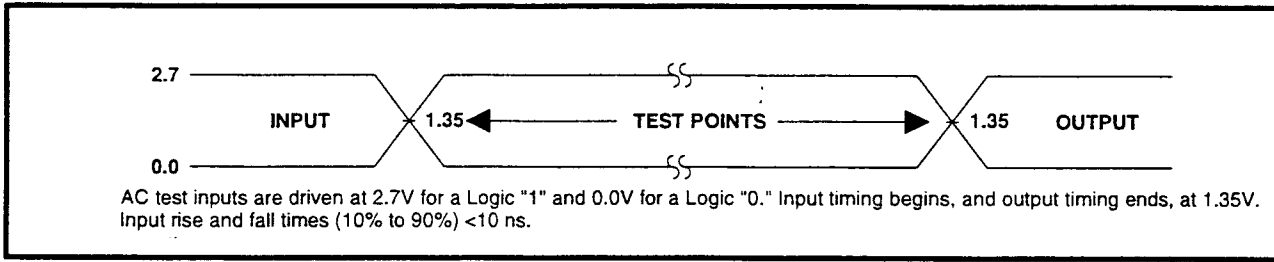 2.7
INPUT 1.35 TEST POINTS 1.35 OUTPUT
0.0
AC test inputs are driven at 2.7V for a Logic "1" and 0.0V for a Logic "0." Input timing begins, and output timing ends, at 1.35V.
Input rise and fall times (10% to 90%) <10 ns.